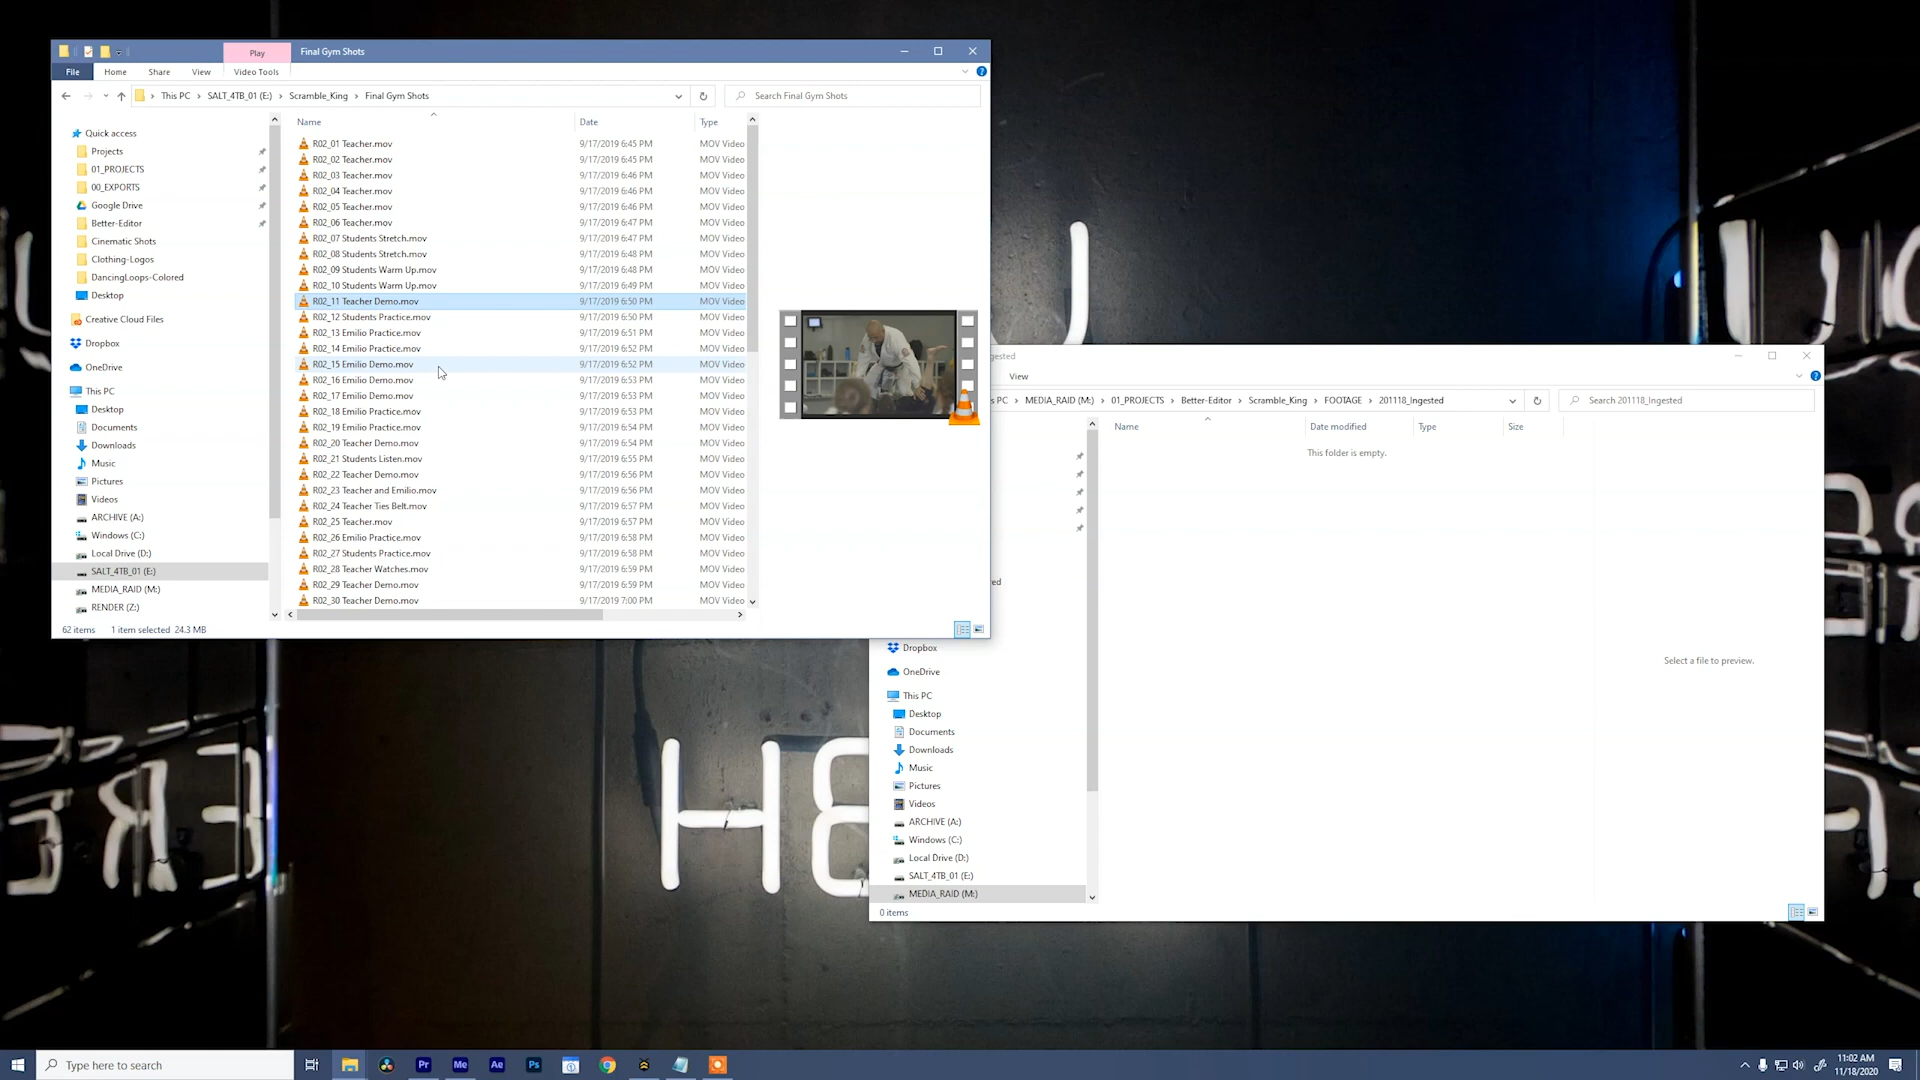 Play
Final Gym Shots
File
Home
Share
View
Video Tools
This PC > SALT_4TB_01 (E:) > Scramble_King > Final Gym Shots
Search Final Gym Shots
Name
Date
Type
Quick access
Projects
01_PROJECTS
00_EXPORTS
Google Drive
Better-Editor
Cinematic Shots
Clothing-Logos
DancingLoops-Colored
Desktop
Creative Cloud Files
Dropbox
OneDrive
This PC
Desktop
Documents
Downloads
Music
Pictures
Videos
ARCHIVE (A:)
Windows (C:)
Local Drive (D:)
SALT_4TB_01 (E:)
MEDIA_RAID (M:)
RENDER (Z:)
R02_01 Teacher.mov 9/17/2019 6:45 PM MOV Video
R02_02 Teacher.mov 9/17/2019 6:45 PM MOV Video
R02_03 Teacher.mov 9/17/2019 6:46 PM MOV Video
R02_04 Teacher.mov 9/17/2019 6:46 PM MOV Video
R02_05 Teacher.mov 9/17/2019 6:46 PM MOV Video
R02_06 Teacher.mov 9/17/2019 6:47 PM MOV Video
R02_07 Students Stretch.mov 9/17/2019 6:47 PM MOV Video
R02_08 Students Stretch.mov 9/17/2019 6:48 PM MOV Video
R02_09 Students Warm Up.mov 9/17/2019 6:48 PM MOV Video
R02_10 Students Warm Up.mov 9/17/2019 6:49 PM MOV Video
R02_11 Teacher Demo.mov 9/17/2019 6:50 PM MOV Video
R02_12 Students Practice.mov 9/17/2019 6:50 PM MOV Video
R02_13 Emilio Practice.mov 9/17/2019 6:51 PM MOV Video
R02_14 Emilio Practice.mov 9/17/2019 6:52 PM MOV Video
R02_15 Emilio Demo.mov 9/17/2019 6:52 PM MOV Video
R02_16 Emilio Demo.mov 9/17/2019 6:53 PM MOV Video
R02_17 Emilio Demo.mov 9/17/2019 6:53 PM MOV Video
R02_18 Emilio Practice.mov 9/17/2019 6:53 PM MOV Video
R02_19 Emilio Practice.mov 9/17/2019 6:54 PM MOV Video
R02_20 Teacher Demo.mov 9/17/2019 6:54 PM MOV Video
R02_21 Students Listen.mov 9/17/2019 6:55 PM MOV Video
R02_22 Teacher Demo.mov 9/17/2019 6:56 PM MOV Video
R02_23 Teacher and Emilio.mov 9/17/2019 6:56 PM MOV Video
R02_24 Teacher Ties Belt.mov 9/17/2019 6:57 PM MOV Video
R02_25 Teacher.mov 9/17/2019 6:57 PM MOV Video
R02_26 Emilio Practice.mov 9/17/2019 6:58 PM MOV Video
R02_27 Students Practice.mov 9/17/2019 6:58 PM MOV Video
R02_28 Teacher Watches.mov 9/17/2019 6:59 PM MOV Video
R02_29 Teacher Demo.mov 9/17/2019 6:59 PM MOV Video
R02_30 Teacher Demo.mov 9/17/2019 7:00 PM MOV Video
62 items 1 item selected 24.3 MB
gested
View
s PC > MEDIA_RAID (M:) > 01_PROJECTS > Better-Editor > Scramble_King > FOOTAGE > 201118_Ingested
Search 201118_Ingested
Name
Date modified
Type
Size
This folder is empty.
Select a file to preview.
ed
Dropbox
OneDrive
This PC
Desktop
Documents
Downloads
Music
Pictures
Videos
ARCHIVE (A:)
Windows (C:)
Local Drive (D:)
SALT_4TB_01 (E:)
MEDIA_RAID (M:)
0 items
Type here to search
Pr
Me
Ae
Ps
11:02 AM
11/18/2020